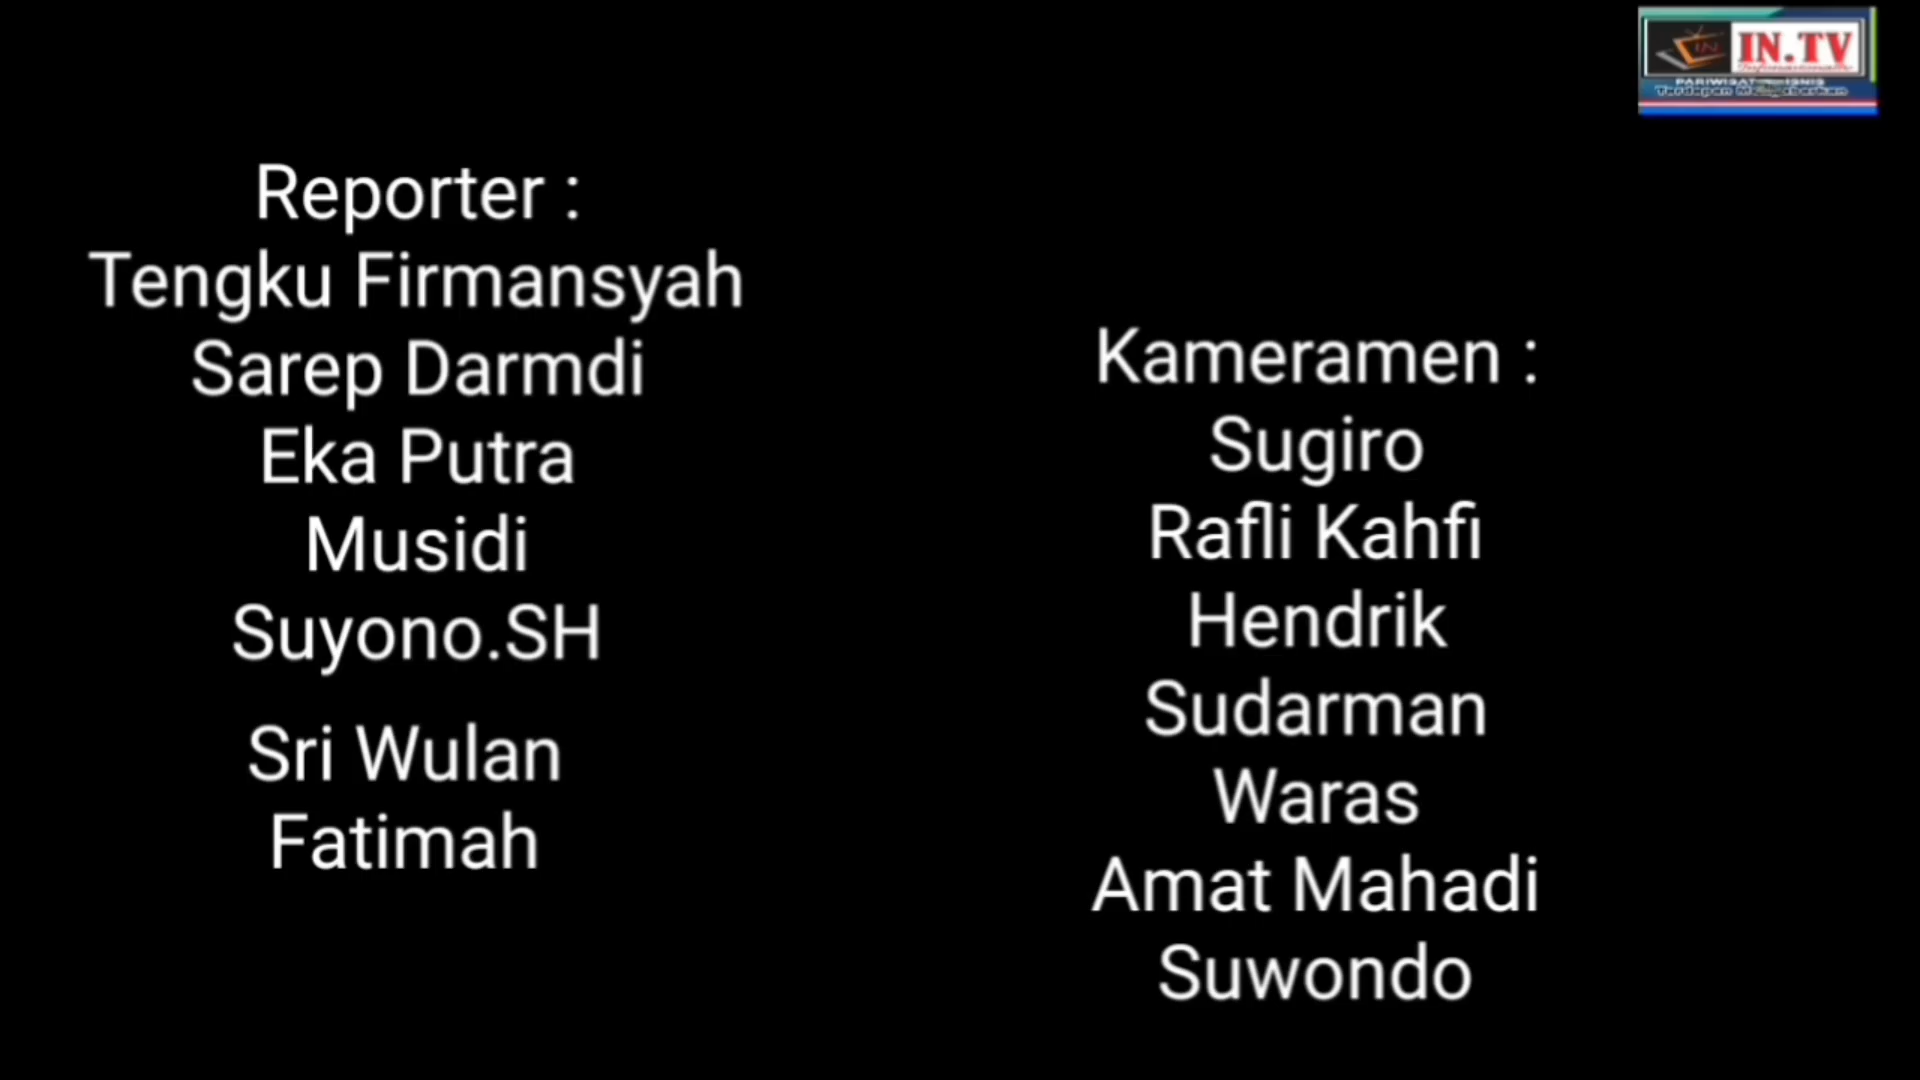 IN.TV
Reporter :
Tengku Firmansyah
Sarep Darmdi
Eka Putra
Musidi
Suyono.SH
Sri Wulan
Fatimah
Kameramen :
Sugiro
Rafli Kahfi
Hendrik
Sudarman
Waras
Amat Mahadi
Suwondo